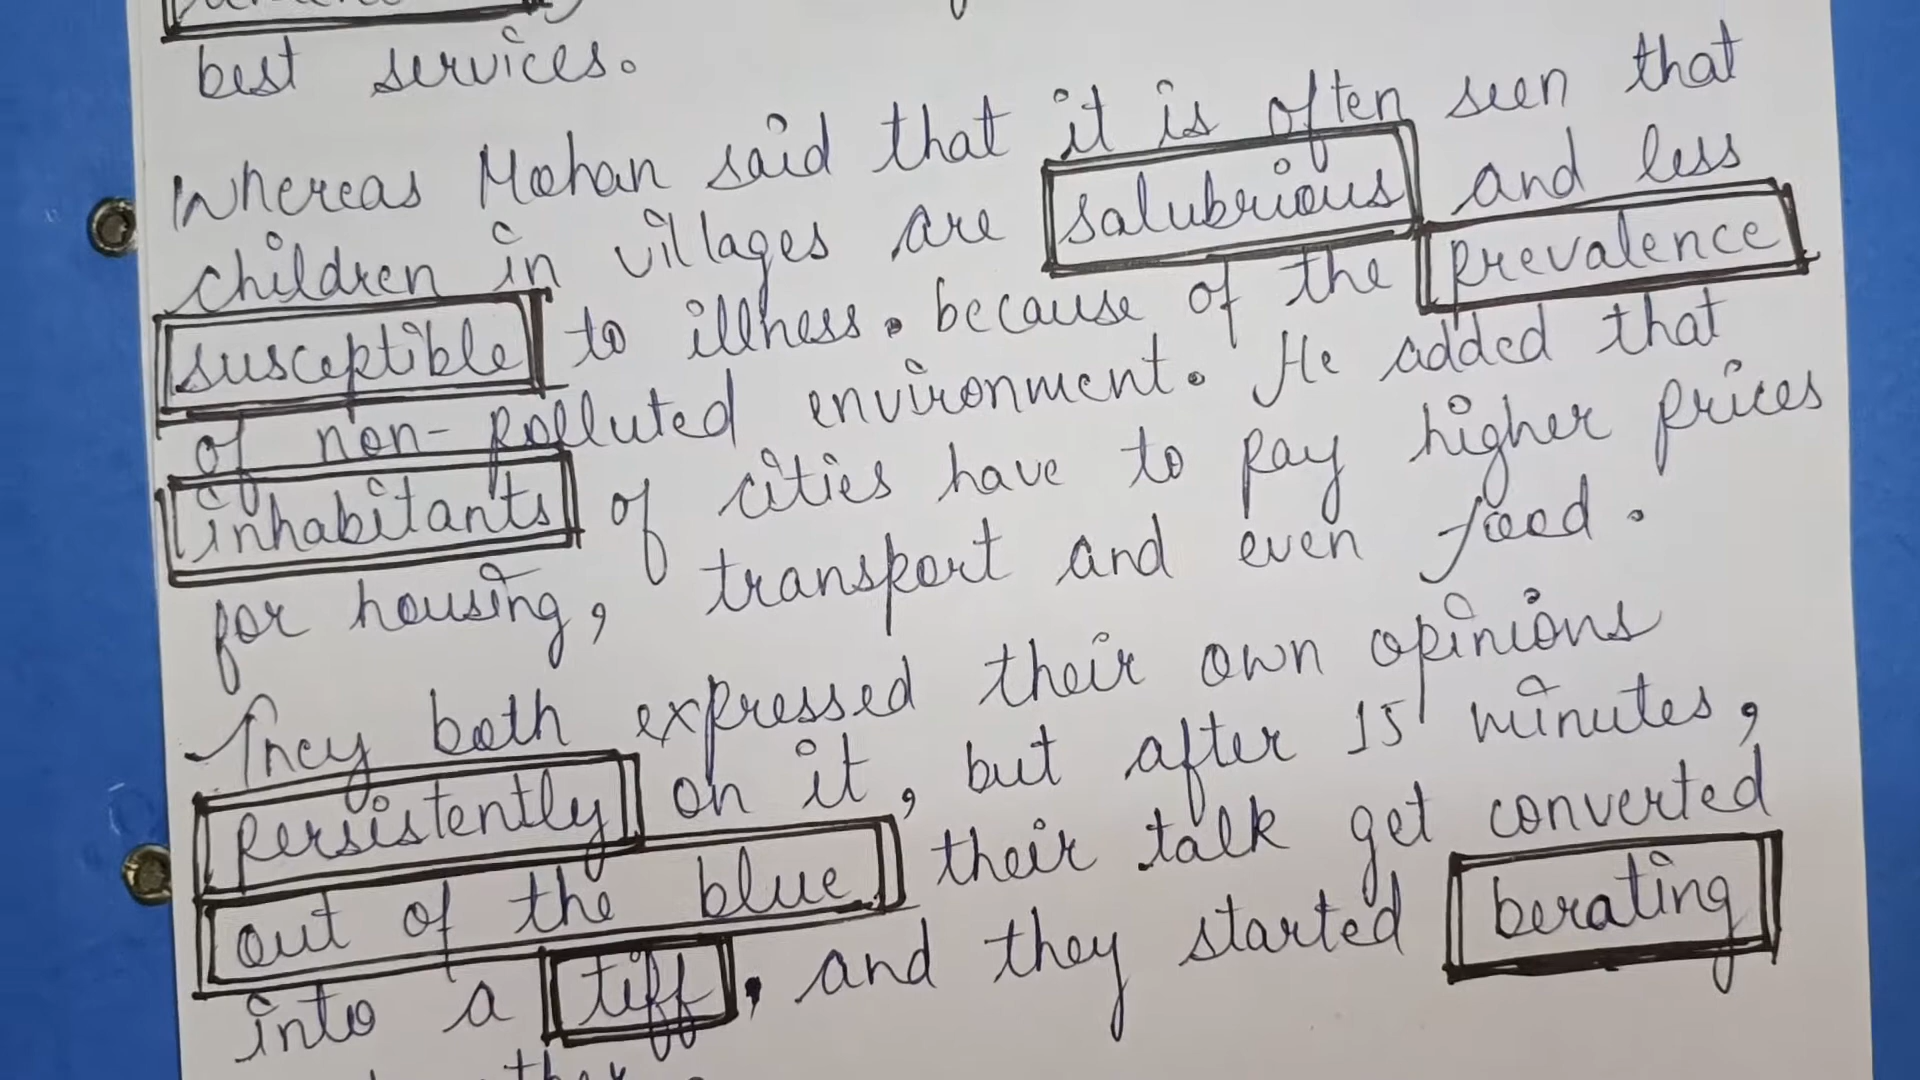 best services.
Whereas Mohan said that it is often seen that
children in villages are salubrious and less
susceptible to illness. because of the prevalence
of non-polluted environment. He added that
inhabitants of cities have to pay higher prices
for housing, transport and even food.
They both expressed their own opinions
persistently on it, but after 15 minutes,
out of the blue their talk get converted
into a tiff, and they started berating